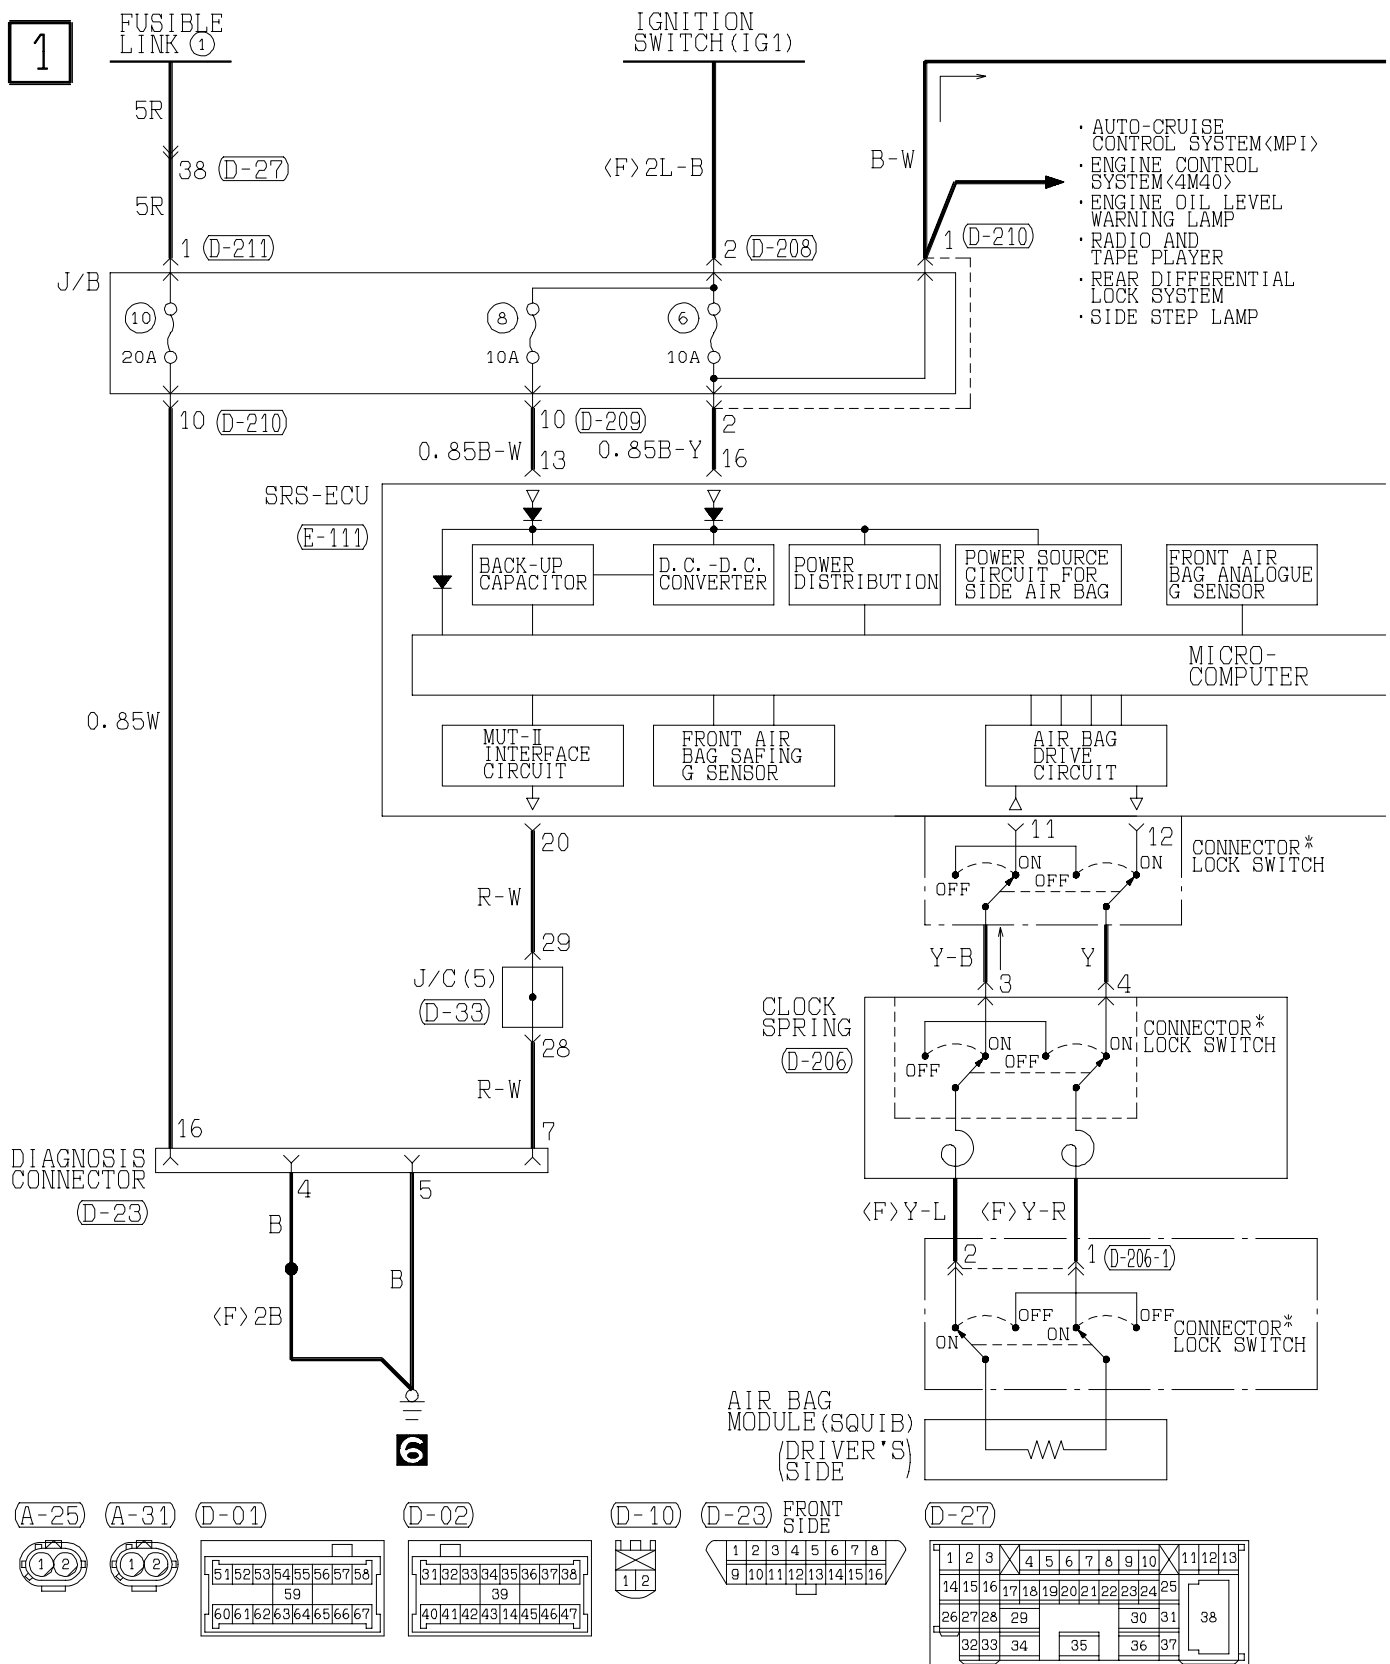 1
FUSIBLE
LINK ①
IGNITION
SWITCH(IG1)
5R
38 (D-27)
5R
1 (D-211)
<F>2L-B
2 (D-208)
B-W
1 (D-210)
· AUTO-CRUISE
CONTROL SYSTEM<MPI>
· ENGINE CONTROL
SYSTEM<4M40>
· ENGINE OIL LEVEL
WARNING LAMP
· RADIO AND
TAPE PLAYER
· REAR DIFFERENTIAL
LOCK SYSTEM
· SIDE STEP LAMP
J/B
10
20A
8
10A
6
10A
10 (D-210)
10 (D-209)
2
0.85B-W
13
0.85B-Y
16
SRS-ECU
(E-111)
BACK-UP
CAPACITOR
D.C.-D.C.
CONVERTER
POWER
DISTRIBUTION
POWER SOURCE
CIRCUIT FOR
SIDE AIR BAG
FRONT AIR
BAG ANALOGUE
G SENSOR
MICRO-
COMPUTER
0.85W
MUT-Ⅱ
INTERFACE
CIRCUIT
FRONT AIR
BAG SAFING
G SENSOR
AIR BAG
DRIVE
CIRCUIT
20
11
12
CONNECTOR*
LOCK SWITCH
OFF
ON
OFF
ON
R-W
29
J/C(5)
(D-33)
28
R-W
Y-B
3
Y
4
CLOCK
SPRING
(D-206)
OFF
ON
OFF
ON
CONNECTOR*
LOCK SWITCH
16
7
DIAGNOSIS
CONNECTOR
(D-23)
4
5
B
B
<F>2B
6
<F>Y-L
<F>Y-R
2
1 (D-206-1)
ON
OFF
ON
OFF
CONNECTOR*
LOCK SWITCH
AIR BAG
MODULE(SQUIB)
(DRIVER'S)
(SIDE)
(A-25)
1 2
(A-31)
1 2
(D-01)
51 52 53 54 55 56 57 58
59
60 61 62 63 64 65 66 67
(D-02)
31 32 33 34 35 36 37 38
39
40 41 42 43 14 45 46 47
(D-10)
1 2
(D-23) FRONT
SIDE
1 2 3 4 5 6 7 8
9 10 11 12 13 14 15 16
(D-27)
1 2 3 4 5 6 7 8 9 10 11 12 13
14 15 16 17 18 19 20 21 22 23 24 25
26 27 28 29 30 31 38
32 33 34 35 36 37